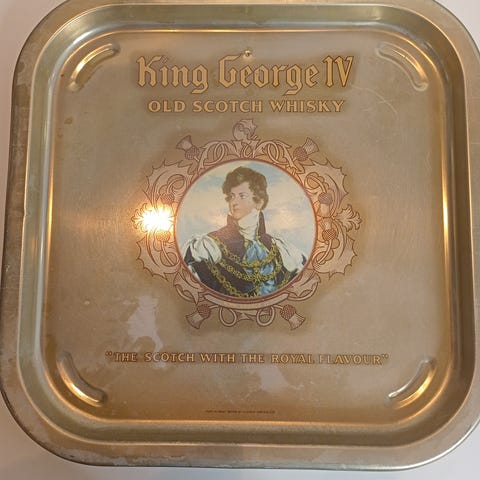 King George IV
OLD SCOTCH WHISKY
"THE SCOTCH WITH THE ROYAL FLAVOUR"